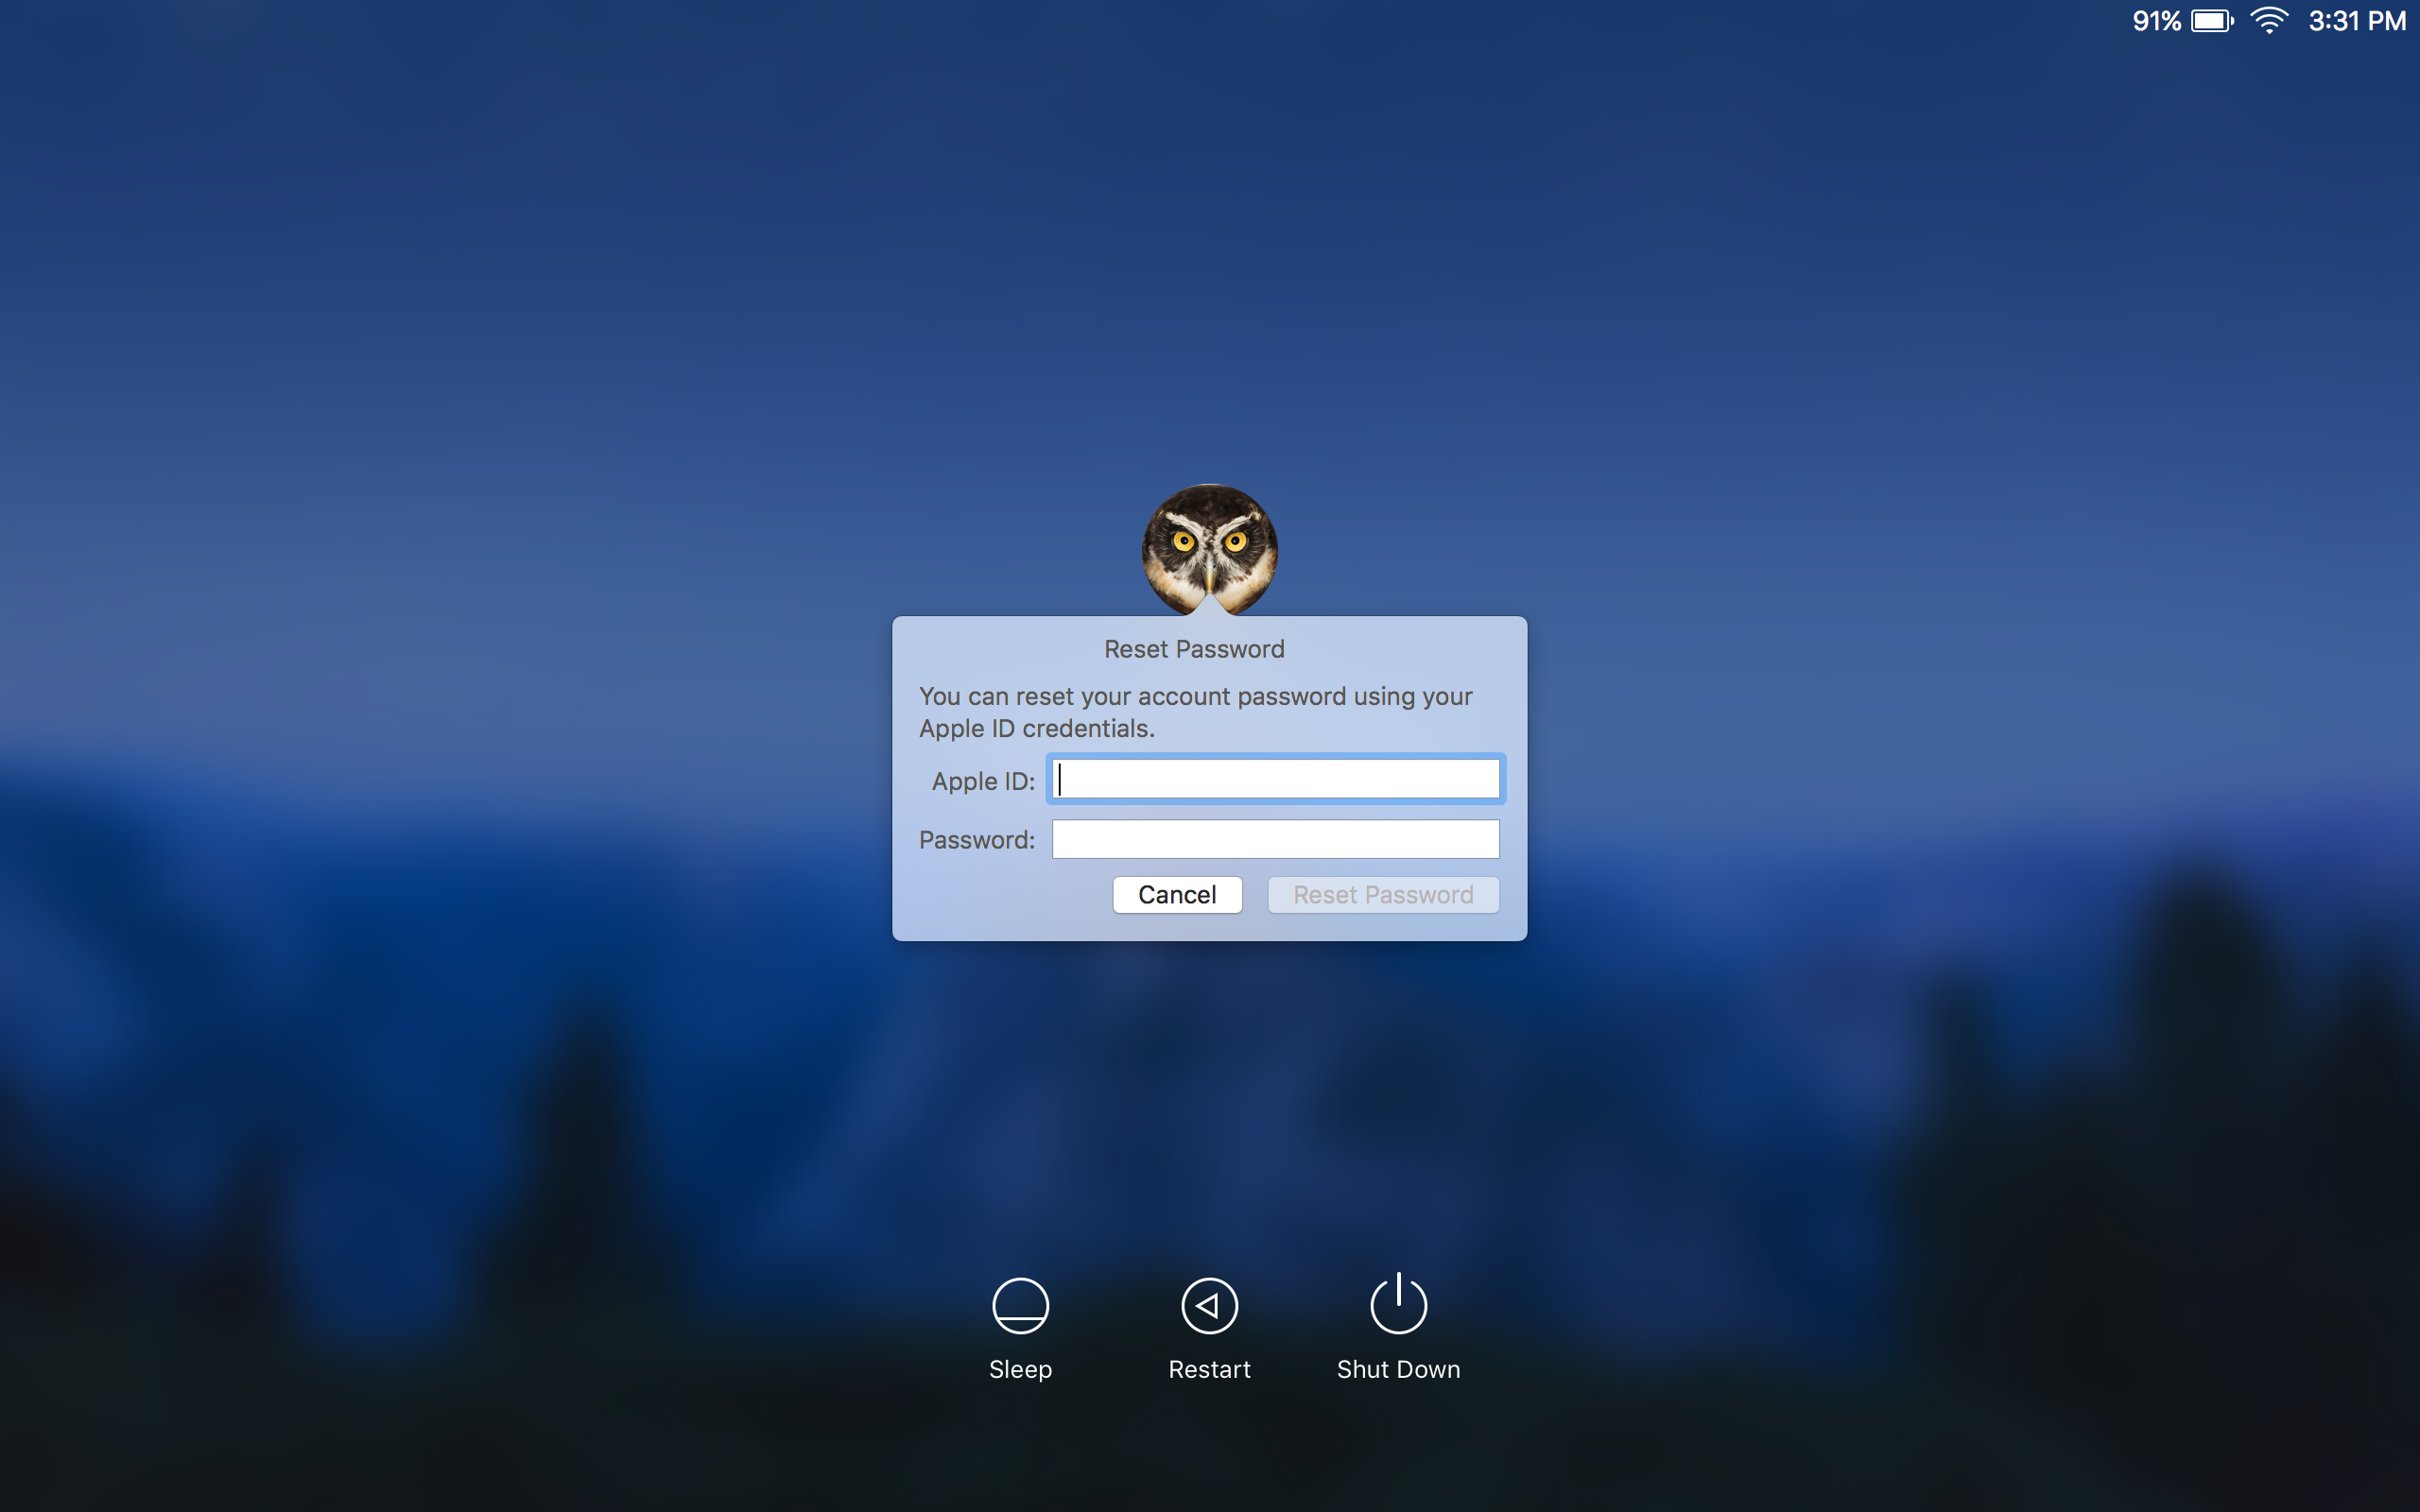 91% 3:31 PM
Reset Password
You can reset your account password using your
Apple ID credentials.
Apple ID:
Password:
Cancel Reset Password
Sleep Restart Shut Down